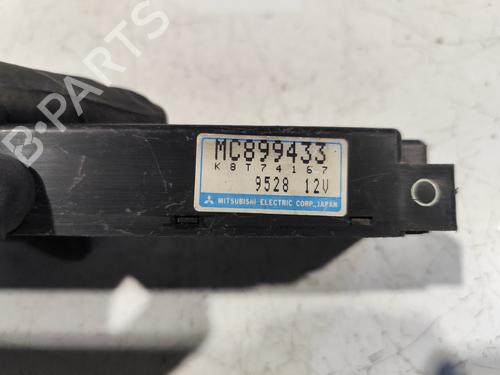 MC899433
K8T74167
9528 12V
MITSUBISHI ELECTRIC CORP.,JAPAN
B-PARTS